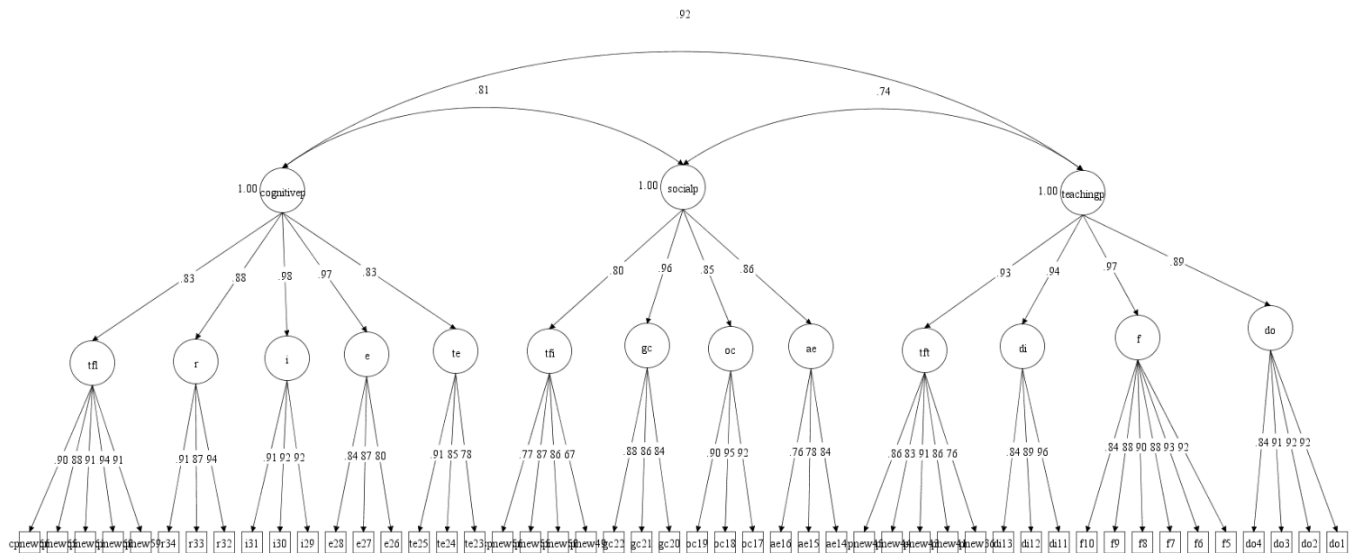 .92
.81
.74
1.00 cognitivep 1.00 socialp 1.00 teachingp
.83 .88 .98 .97 .83 .80 .96 .85 .86 .93 .94 .97 .89
tfl r i e te tfi gc oc ae tft di f do
.90 88 91 94 91 .91 87 94 .91 92 92 .84 87 80 .91 85 78 .77 87 86 67 .88 86 84 .90 95 92 .76 78 84 .86 83 91 86 76 .84 89 96 .84 88 90 88 93 92 .84 91 92 92
r34 r33 r32 i31 i30 i29 e28 e27 e26 te25 te24 te23 gc22 gc21 gc20 oc19 oc18 oc17 ae16 ae15 ae14 di13 di12 di11 f10 f9 f8 f7 f6 f5 do4 do3 do2 do1